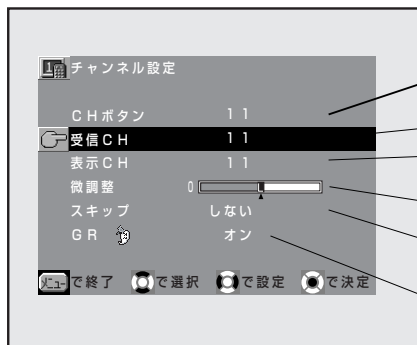 チャンネル設定
CHボタン 11
受信CH 11
表示CH 11
微調整 0
スキップ しない
GR オン
メニュー で終了 で選択 で設定 で決定